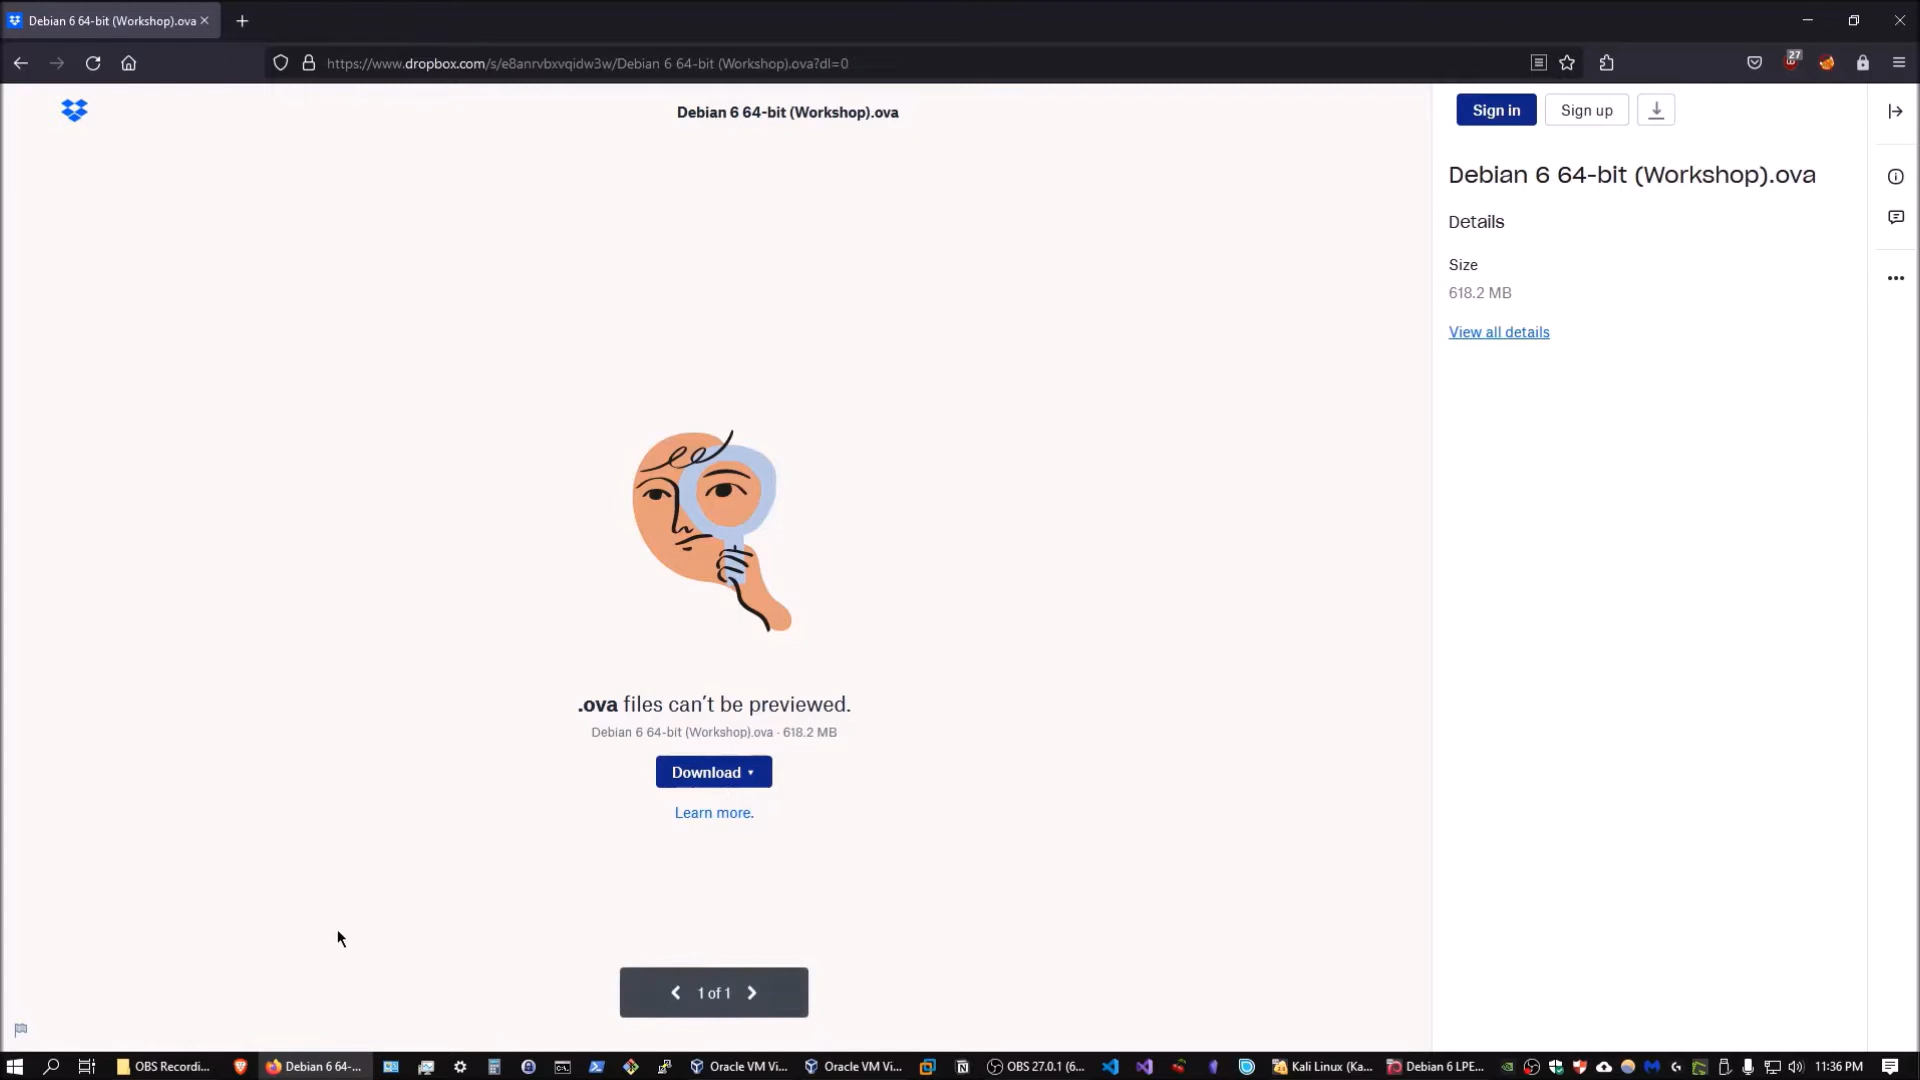 Debian 6 64-bit (Workshop).ova
https://www.dropbox.com/s/e8anrvbxvqidw3w/Debian 6 64-bit (Workshop).ova?dl=0
27
Debian 6 64-bit (Workshop).ova
Sign in
Sign up
Debian 6 64-bit (Workshop).ova
Details
Size
618.2 MB
View all details
.ova files can't be previewed.
Debian 6 64-bit (Workshop).ova · 618.2 MB
Download
Learn more.
1 of 1
OBS Recordi...
Debian 6 64-...
Oracle VM Vi...
Oracle VM Vi...
OBS 27.0.1 (6...
Kali Linux (Ka...
Debian 6 LPE...
11:36 PM